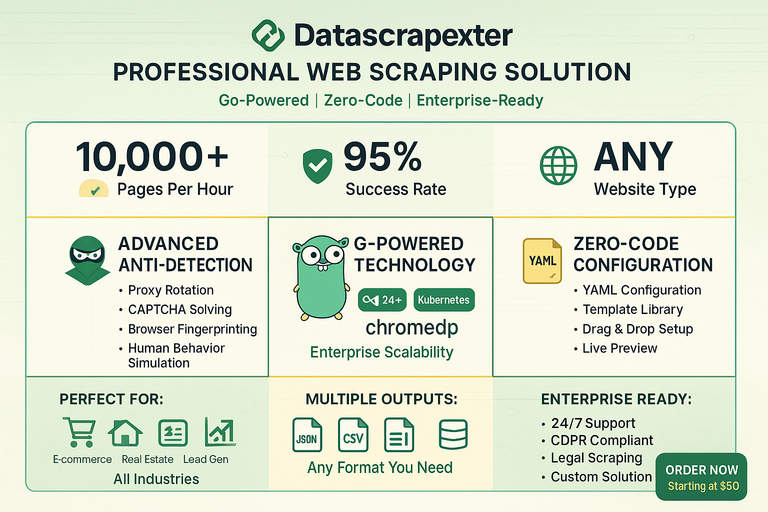 Datascrapexter
PROFESSIONAL WEB SCRAPING SOLUTION
Go-Powered | Zero-Code | Enterprise-Ready
10,000+
Pages Per Hour
95%
Success Rate
ANY
Website Type
ADVANCED
ANTI-DETECTION
• Proxy Rotation
• CAPTCHA Solving
• Browser Fingerprinting
• Human Behavior
Simulation
G-POWERED
TECHNOLOGY
24+
Kubernetes
chromedp
Enterprise Scalability
YAML
ZERO-CODE
CONFIGURATION
• YAML Configuration
• Template Library
• Drag & Drop Setup
• Live Preview
PERFECT FOR:
E-commerce
Real Estate
Lead Gen
All Industries
MULTIPLE OUTPUTS:
JSON
CSV
Any Format You Need
ENTERPRISE READY:
• 24/7 Support
• CDPR Compliant
• Legal Scraping
• Custom Solution
ORDER NOW
Starting at $50